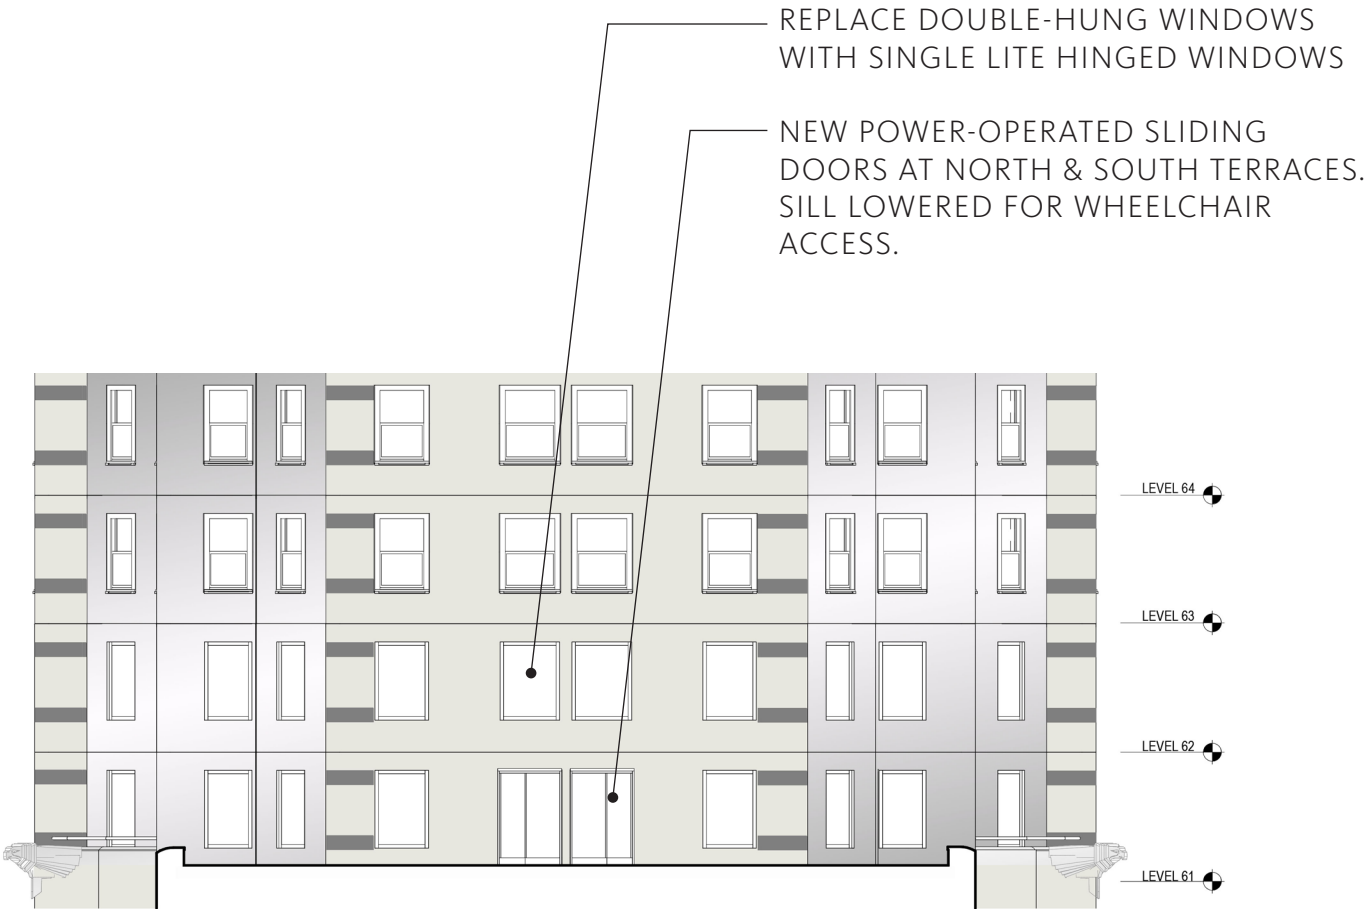 REPLACE DOUBLE-HUNG WINDOWS
WITH SINGLE LITE HINGED WINDOWS
NEW POWER-OPERATED SLIDING
DOORS AT NORTH & SOUTH TERRACES.
SILL LOWERED FOR WHEELCHAIR
ACCESS.
LEVEL 64
LEVEL 63
LEVEL 62
LEVEL 61